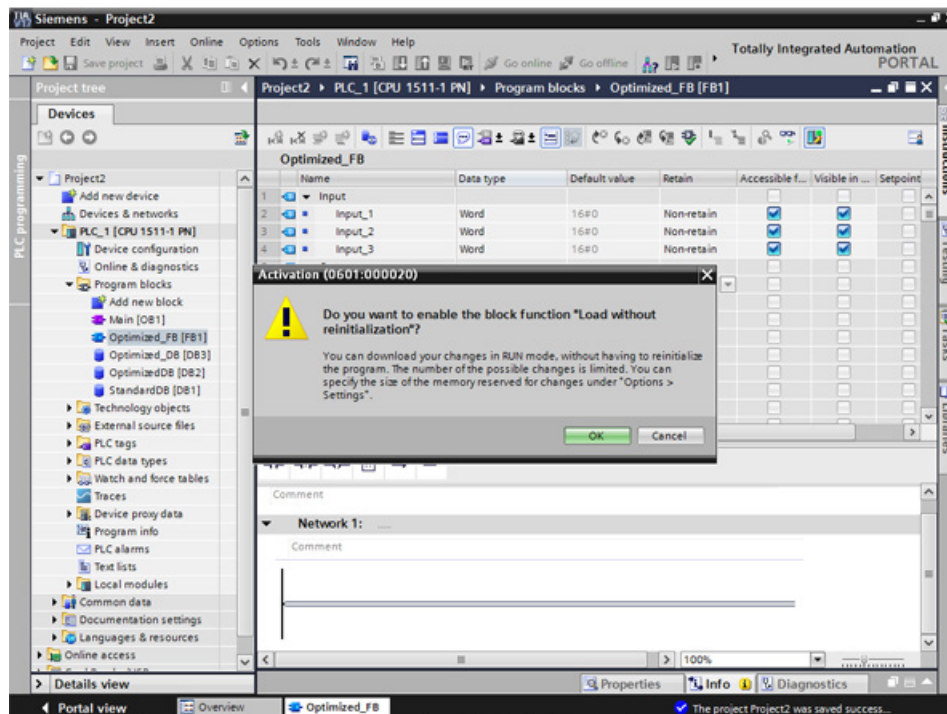 Siemens - Project2
Project Edit View Insert Online Options Tools Window Help
Totally Integrated Automation
PORTAL
Save project Go online Go offline
Project tree
Project2 ▸ PLC_1 [CPU 1511-1 PN] ▸ Program blocks ▸ Optimized_FB [FB1]
Devices
PLC programming
Project2
Add new device
Devices & networks
PLC_1 [CPU 1511-1 PN]
Device configuration
Online & diagnostics
Program blocks
Add new block
Main [OB1]
Optimized_FB [FB1]
Optimized_DB [DB3]
OptimizedDB [DB2]
StandardDB [DB1]
Technology objects
External source files
PLC tags
PLC data types
Watch and force tables
Traces
Device proxy data
Program info
PLC alarms
Text lists
Local modules
Common data
Documentation settings
Languages & resources
Online access
Details view
Optimized_FB
Name Data type Default value Retain Accessible f... Visible in ... Setpoint
1 Input
2 Input_1 Word 16#0 Non-retain
3 Input_2 Word 16#0 Non-retain
4 Input_3 Word 16#0 Non-retain
Activation (0601:000020)
Do you want to enable the block function "Load without
reinitialization"?
You can download your changes in RUN mode, without having to reinitialize
the program. The number of the possible changes is limited. You can
specify the size of the memory reserved for changes under "Options >
Settings".
OK Cancel
Comment
Network 1: .....
Comment
100%
Properties Info Diagnostics
Portal view Overview Optimized_FB The project Project2 was saved success...